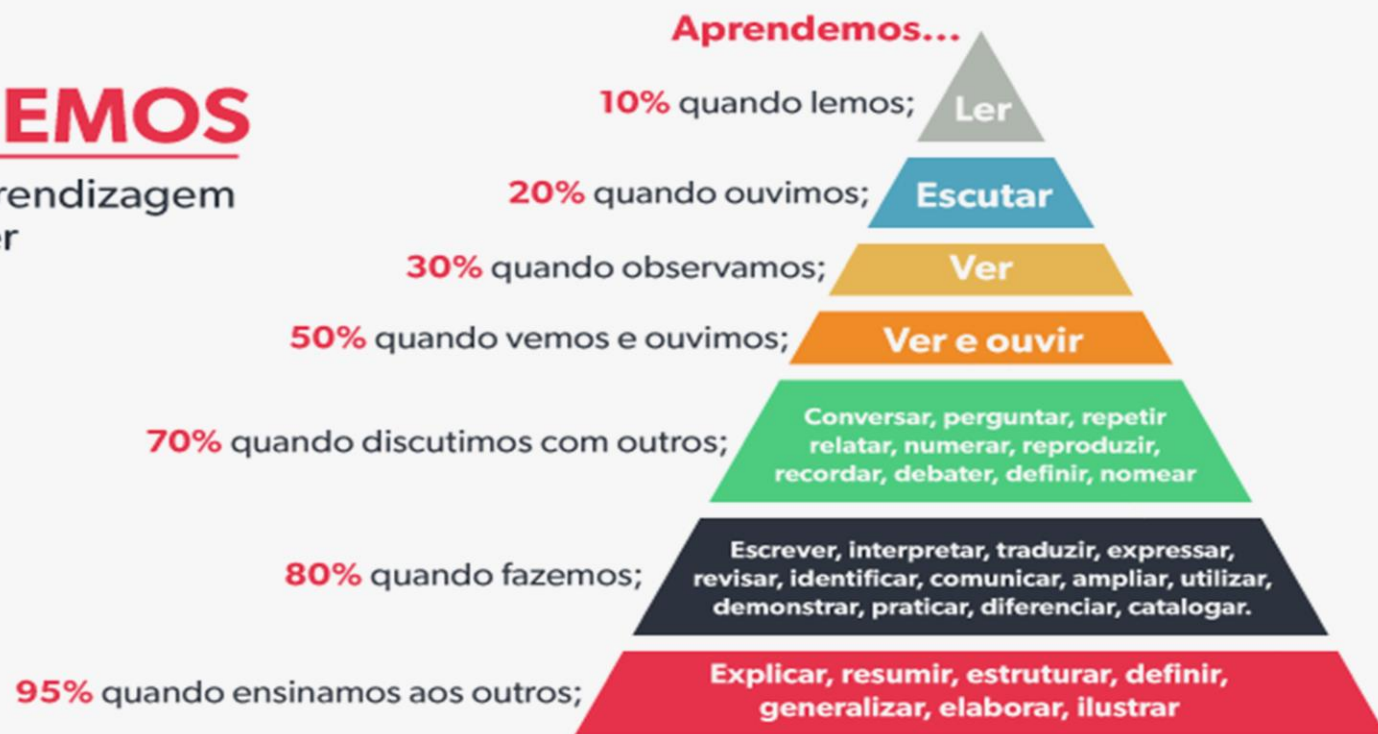 Aprendemos...
EMOS
rendizagem
er
10% quando lemos;
Ler
20% quando ouvimos;
Escutar
30% quando observamos;
Ver
50% quando vemos e ouvimos;
Ver e ouvir
70% quando discutimos com outros;
Conversar, perguntar, repetir
relatar, numerar, reproduzir,
recordar, debater, definir, nomear
80% quando fazemos;
Escrever, interpretar, traduzir, expressar,
revisar, identificar, comunicar, ampliar, utilizar,
demonstrar, praticar, diferenciar, catalogar.
95% quando ensinamos aos outros;
Explicar, resumir, estruturar, definir,
generalizar, elaborar, ilustrar